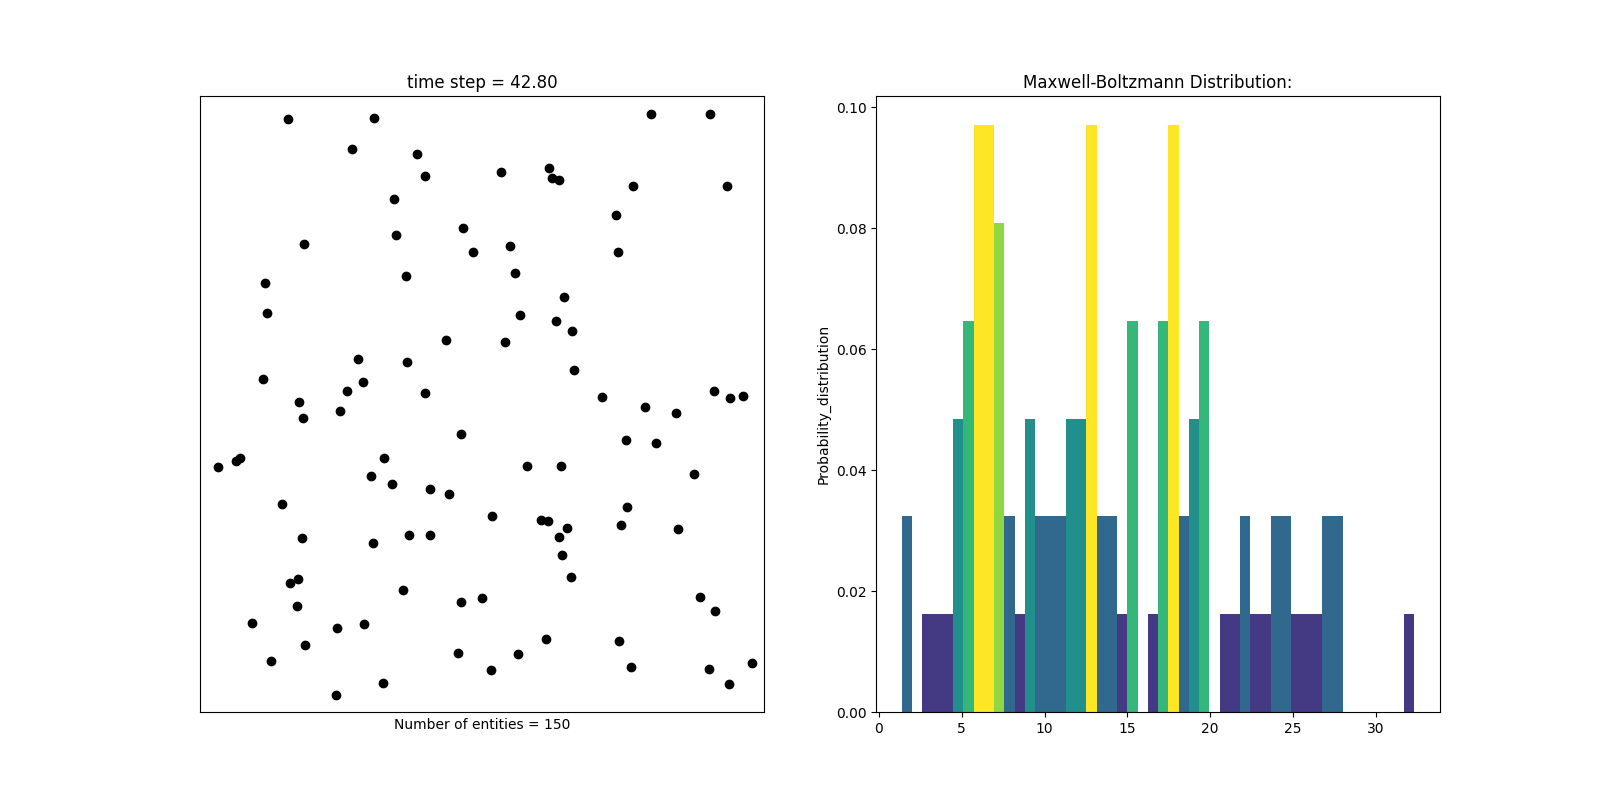 time step = 42.80
Number of entities = 150
Maxwell-Boltzmann Distribution:
Probability_distribution
0.10
0.08
0.06
0.04
0.02
0.00
0 5 10 15 20 25 30